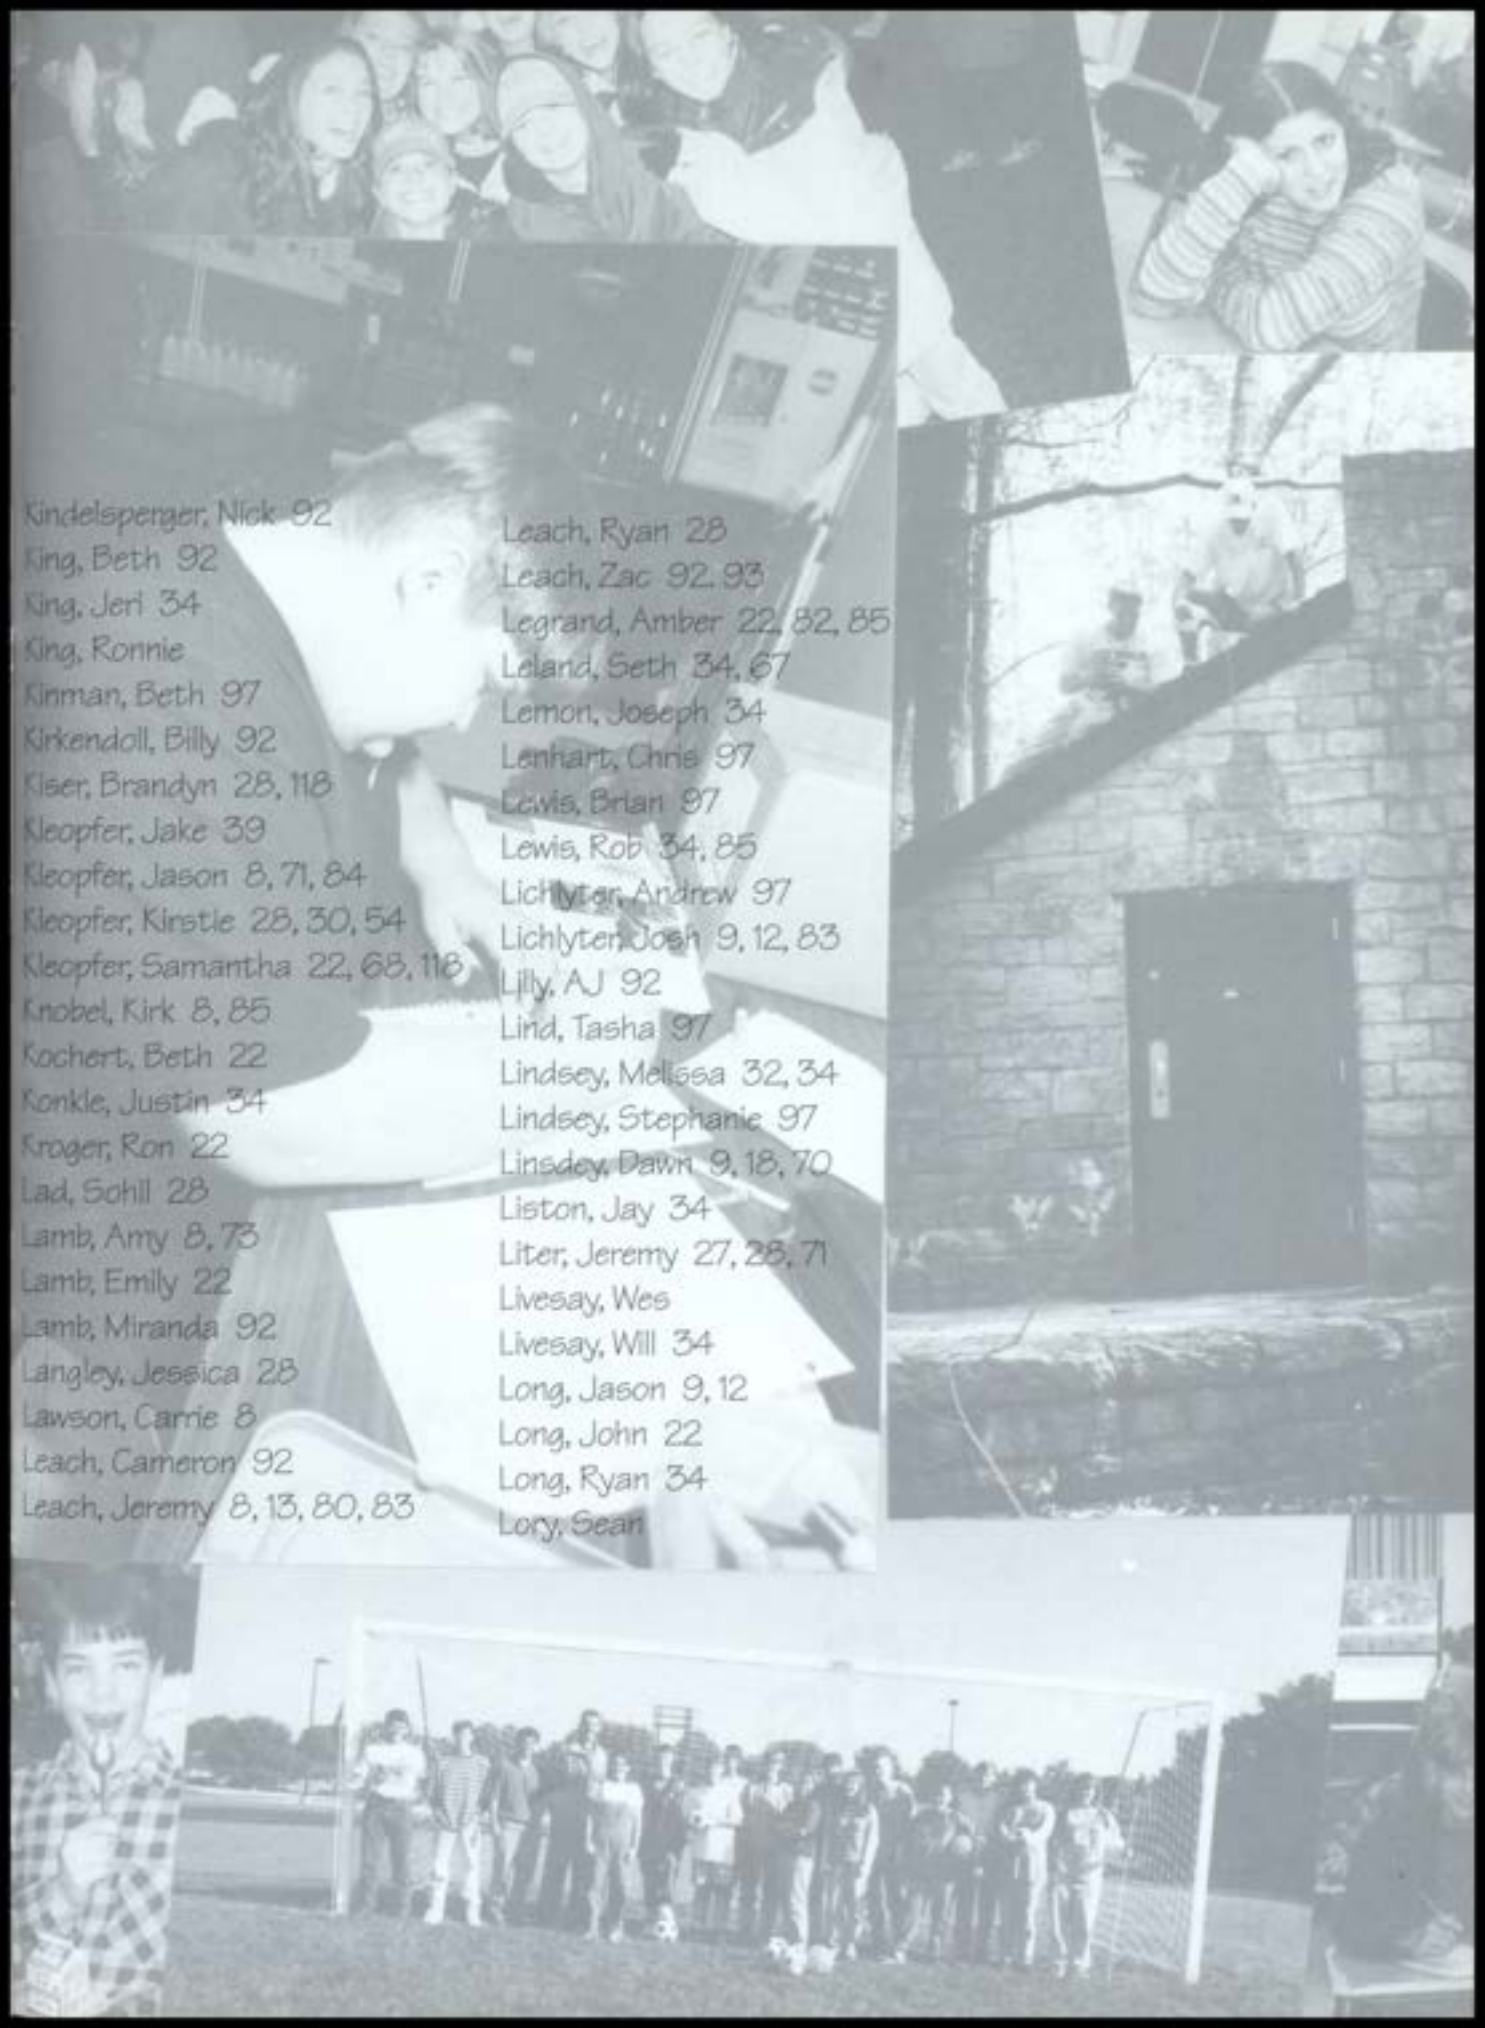 Kindelsperger, Nick 92
King, Beth 92
King, Jeri 34
King, Ronnie
Kinman, Beth 97
Kirkendoll, Billy 92
Kiser, Brandyn 28, 118
Kleopfer, Jake 39
Kleopfer, Jason 8, 71, 84
Kleopfer, Kirstie 28, 30, 54
Kleopfer, Samantha 22, 68, 118
Knobel, Kirk 8, 85
Kochert, Beth 22
Konkle, Justin 34
Kroger, Ron 22
Lad, Sohil 28
Lamb, Amy 8, 73
Lamb, Emily 22
Lamb, Miranda 92
Langley, Jessica 28
Lawson, Carrie 8
Leach, Cameron 92
Leach, Jeremy 8, 13, 80, 83
Leach, Ryan 28
Leach, Zac 92, 93
Legrand, Amber 22, 82, 85
Leland, Seth 34, 67
Lemon, Joseph 34
Lenhart, Chris 97
Lewis, Brian 97
Lewis, Rob 34, 85
Lichlyter, Andrew 97
Lichlyter, Josh 9, 12, 83
Lilly, AJ 92
Lind, Tasha 97
Lindsey, Melissa 32, 34
Lindsey, Stephanie 97
Linsdey, Dawn 9, 18, 70
Liston, Jay 34
Liter, Jeremy 27, 28, 71
Livesay, Wes
Livesay, Will 34
Long, Jason 9, 12
Long, John 22
Long, Ryan 34
Lory, Sean